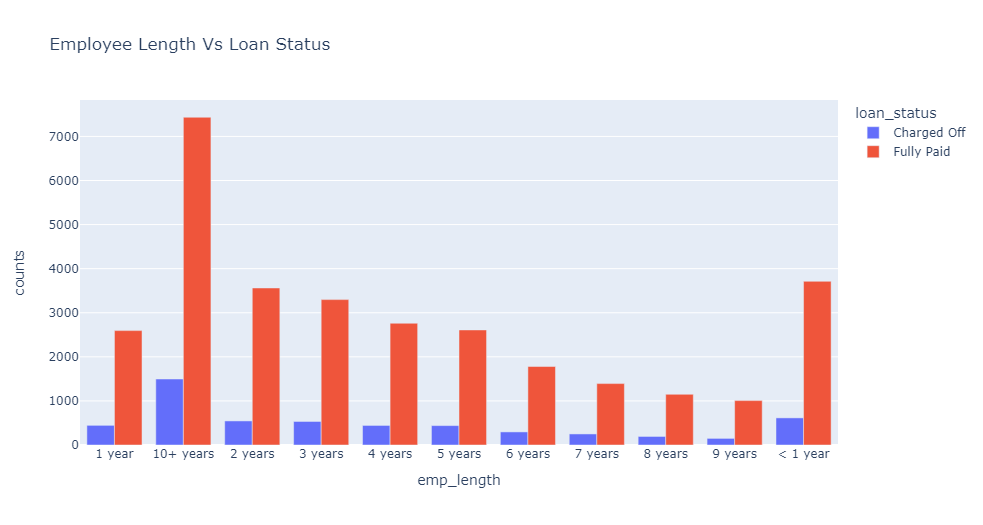 Employee Length Vs Loan Status
loan_status
Charged Off
Fully Paid
counts
7000
6000
5000
4000
3000
2000
1000
0
1 year 10+ years 2 years 3 years 4 years 5 years 6 years 7 years 8 years 9 years < 1 year
emp_length